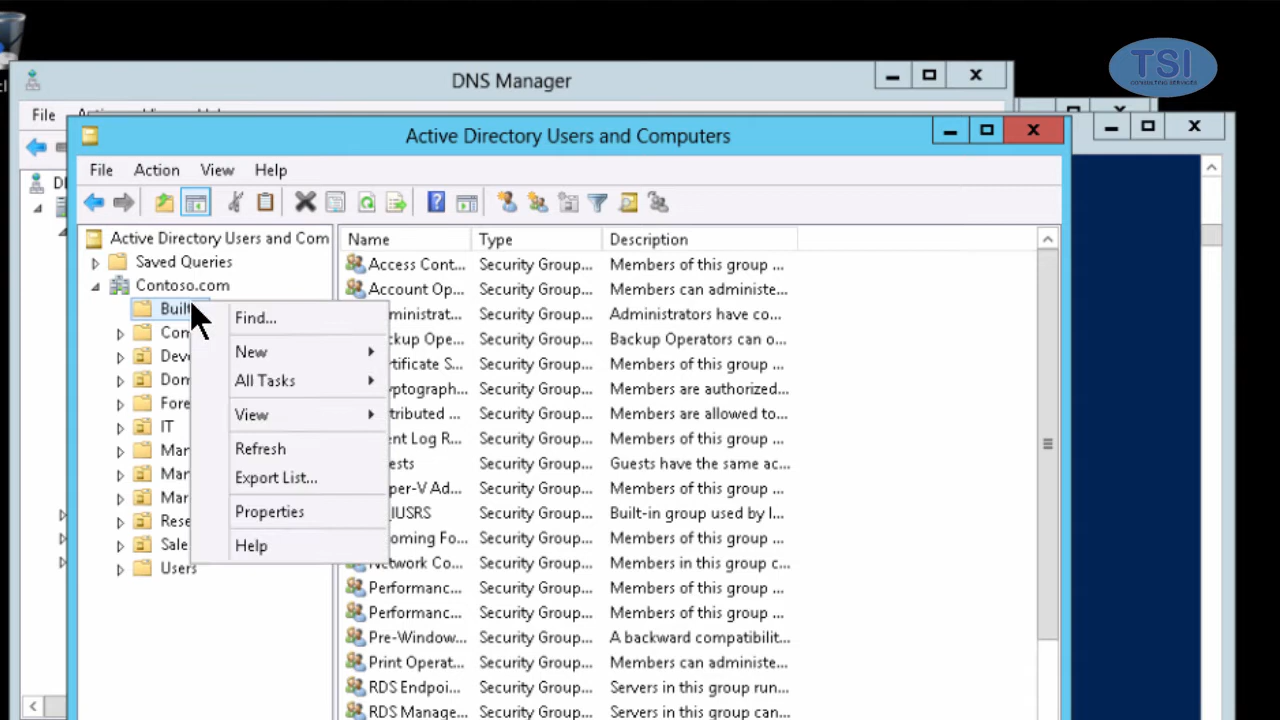 TSI
CONSULTING SERVICES
DNS Manager
File
Active Directory Users and Computers
File Action View Help
Active Directory Users and Com
Name Type Description
Saved Queries
Contoso.com
Access Cont... Security Group... Members of this group ...
Account Op... Security Group... Members can administe...
Security Group... Administrators have co...
Security Group... Backup Operators can o...
Security Group... Members of this group ...
Security Group... Members are authorized...
Security Group... Members are allowed to...
Security Group... Members of this group ...
Security Group... Guests have the same ac...
Security Group... Members of this group ...
IUSRS Security Group... Built-in group used by I...
Security Group... Members of this group ...
Network Co... Security Group... Members in this group c...
Performanc... Security Group... Members of this group ...
Performanc... Security Group... Members of this group ...
Pre-Window... Security Group... A backward compatibilit...
Print Operat... Security Group... Members can administe...
RDS Endpoi... Security Group... Servers in this group run...
RDS Manage... Security Group... Servers in this group can...
IT
Users
Find...
New
All Tasks
View
Refresh
Export List...
Properties
Help